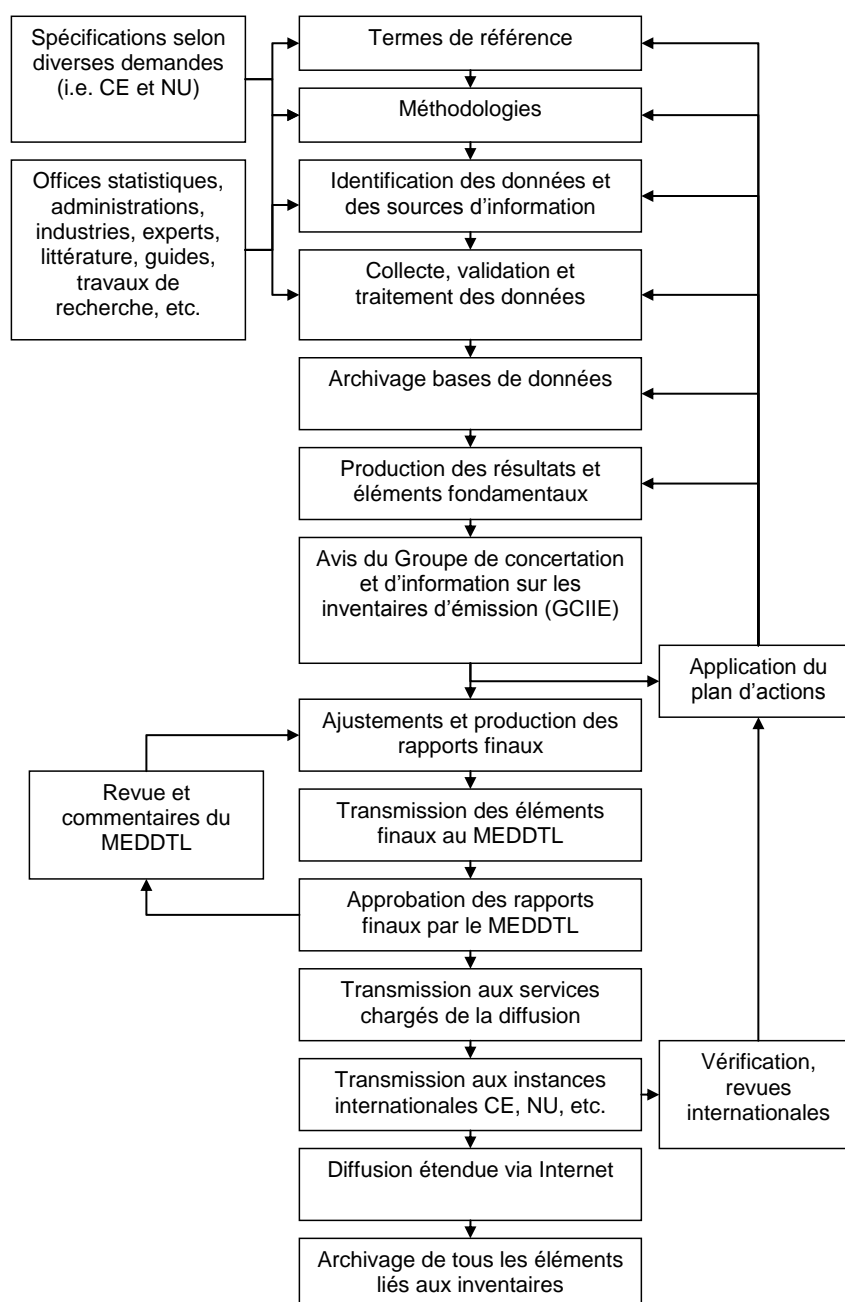 Spécifications selon
diverses demandes
(i.e. CE et NU)
Termes de référence
Méthodologies
Offices statistiques,
administrations,
industries, experts,
littérature, guides,
travaux de
recherche, etc.
Identification des données et
des sources d'information
Collecte, validation et
traitement des données
Archivage bases de données
Production des résultats et
éléments fondamentaux
Avis du Groupe de concertation
et d'information sur les
inventaires d'émission (GCIIE)
Application du
plan d'actions
Ajustements et production des
rapports finaux
Revue et
commentaires du
MEDDTL
Transmission des éléments
finaux au MEDDTL
Approbation des rapports
finaux par le MEDDTL
Transmission aux services
chargés de la diffusion
Transmission aux instances
internationales CE, NU, etc.
Vérification,
revues
internationales
Diffusion étendue via Internet
Archivage de tous les éléments
liés aux inventaires